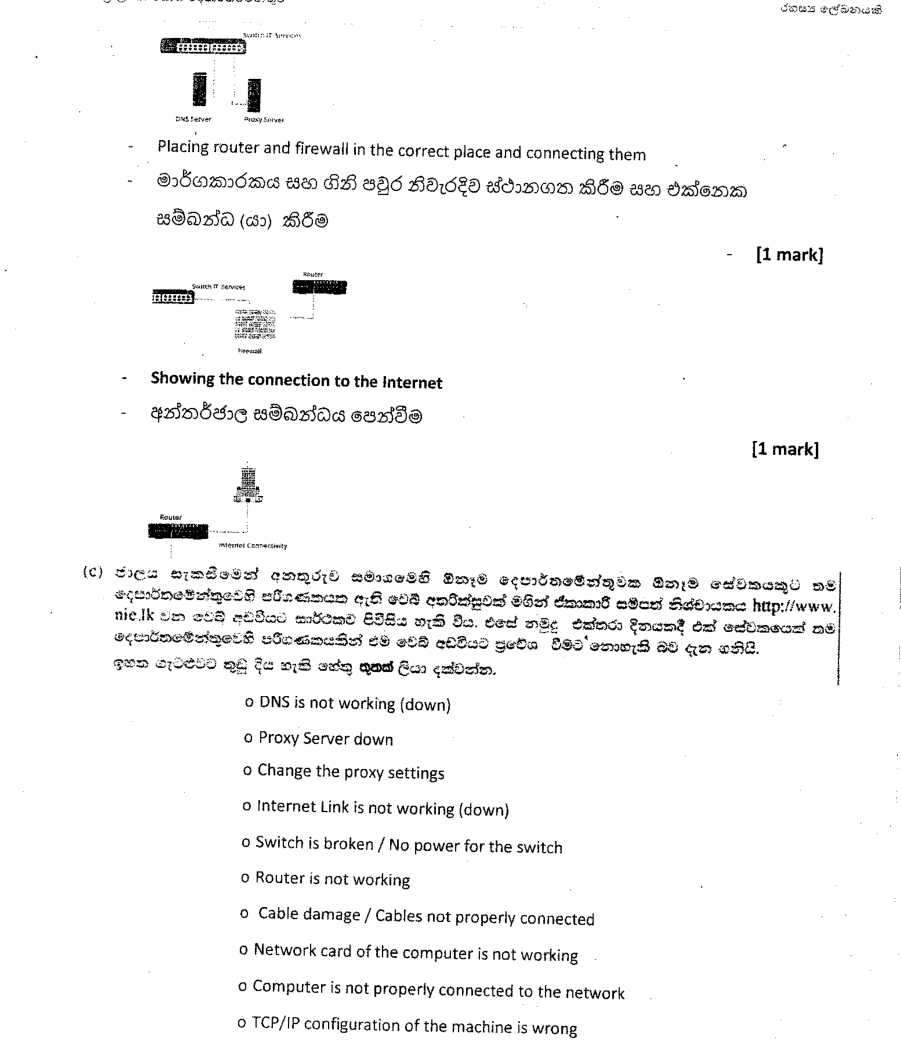 රහස්‍ය ලේඛනයකි
Switch IT Services
DNS Server
Proxy Server
- Placing router and firewall in the correct place and connecting them
- මාර්ගකාරකය සහ ගිනි පවුර නිවැරදිව ස්ථානගත කිරීම සහ එක්නෙක
සම්බන්ධ (යා) කිරීම
- [1 mark]
Router
Switch IT Services
Firewall
- Showing the connection to the Internet
- අන්තර්ජාල සම්බන්ධය පෙන්වීම
[1 mark]
Router
Internet Connectivity
(c) ජාලය සැකසීමෙන් අනතුරුව සමාගමෙහි ඕනෑම දෙපාර්තමේන්තුවක ඕනෑම සේවකයකුට තම
දෙපාර්තමේන්තුවෙහි පරිගණකයක ඇති වෙබ් අතරික්සුවක් මගින් ඒකාකාරී සම්පත් නිශ්චායකය http://www.
nie.lk වන වෙබ් අඩවියට සාර්ථකව පිවිසිය හැකි විය. එසේ නමුදු එක්තරා දිනයකදී එක් සේවකයෙක් තම
දෙපාර්තමේන්තුවෙහි පරිගණකයකින් එම වෙබ් අඩවියට ප්‍රවේශ වීමට නොහැකි බව දැන ගනියි.
ඉහත ගැටළුවට තුඩු දිය හැකි හේතු තුනක් ලියා දක්වන්න.
o DNS is not working (down)
o Proxy Server down
o Change the proxy settings
o Internet Link is not working (down)
o Switch is broken / No power for the switch
o Router is not working
o Cable damage / Cables not properly connected
o Network card of the computer is not working
o Computer is not properly connected to the network
o TCP/IP configuration of the machine is wrong